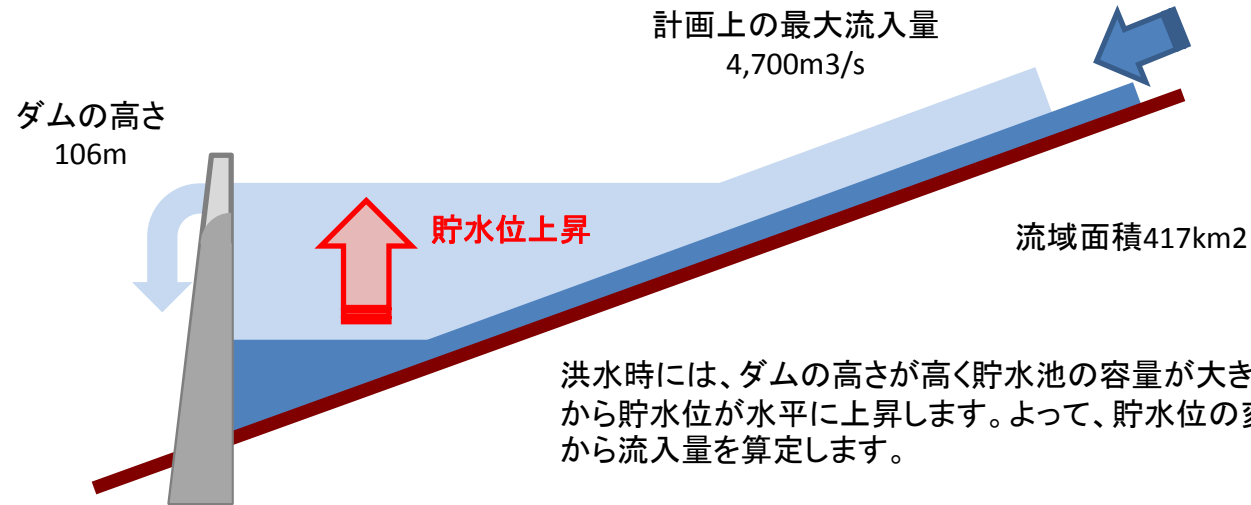 計画上の最大流入量
4,700m3/s
ダムの高さ
106m
貯水位上昇
流域面積417km2
洪水時には、ダムの高さが高く貯水池の容量が大き
から貯水位が水平に上昇します。よって、貯水位の変
から流入量を算定します。